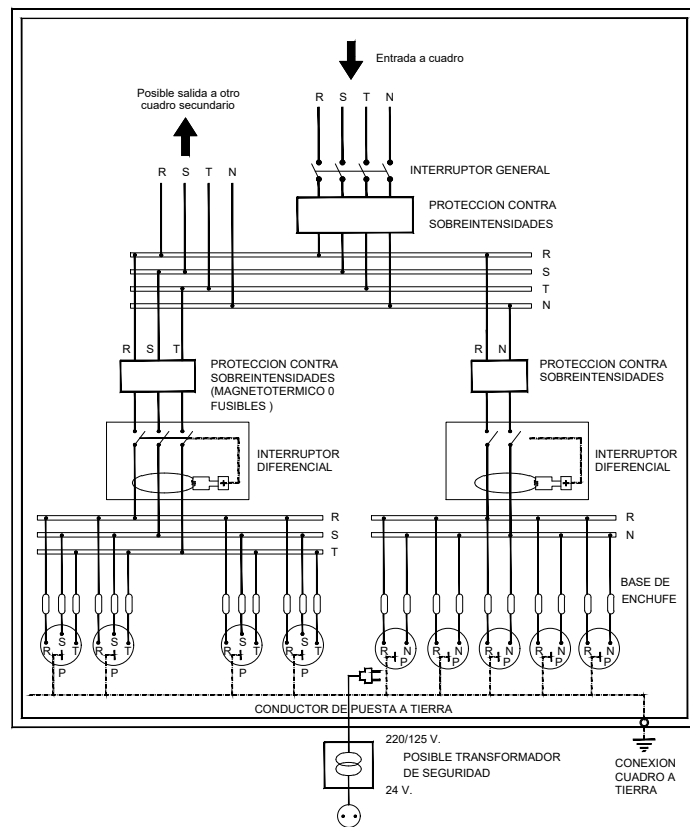 Entrada a cuadro
Posible salida a otro
cuadro secundario
R S T N
R S T N
INTERRUPTOR GENERAL
PROTECCION CONTRA
SOBREINTENSIDADES
R
S
T
N
R S T
R N
PROTECCION CONTRA
SOBREINTENSIDADES
(MAGNETOTERMICO 0
FUSIBLES )
PROTECCION CONTRA
SOBREINTENSIDADES
INTERRUPTOR
DIFERENCIAL
INTERRUPTOR
DIFERENCIAL
R
S
T
R
N
BASE DE
ENCHUFE
R S T
R S T
R S T
R S T
R N
R N
R N
R N
R N
P
P
P
P
P
P
P
P
P
CONDUCTOR DE PUESTA A TIERRA
220/125 V.
POSIBLE TRANSFORMADOR
DE SEGURIDAD
24 V.
CONEXION
CUADRO A
TIERRA